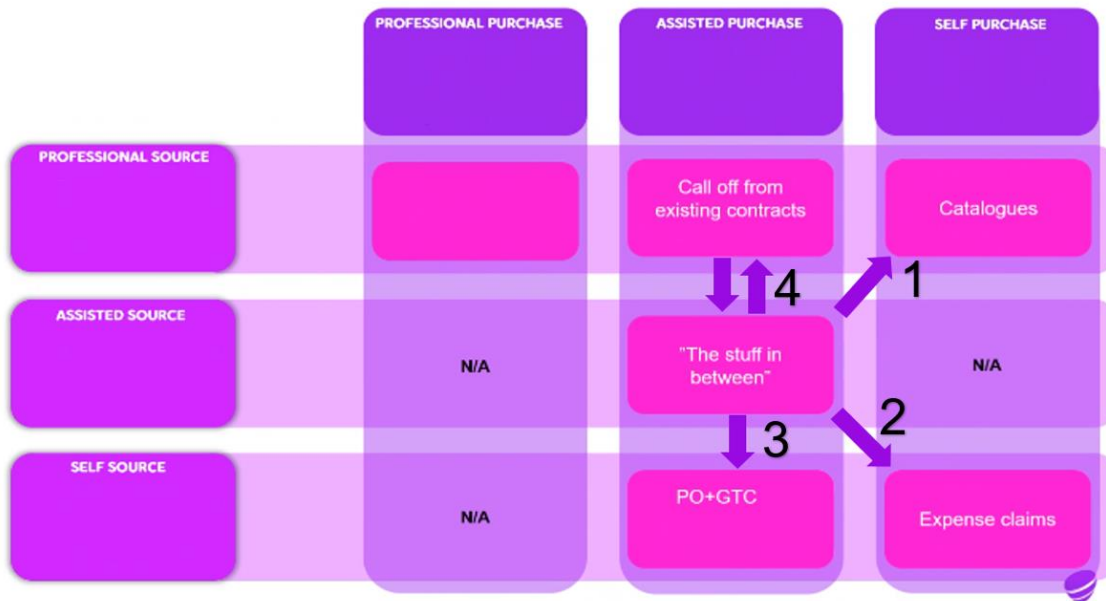 PROFESSIONAL PURCHASE
ASSISTED PURCHASE
SELF PURCHASE
PROFESSIONAL SOURCE
Call off from
existing contracts
Catalogues
4
1
ASSISTED SOURCE
N/A
"The stuff in
between"
N/A
3
2
SELF SOURCE
N/A
PO+GTC
Expense claims